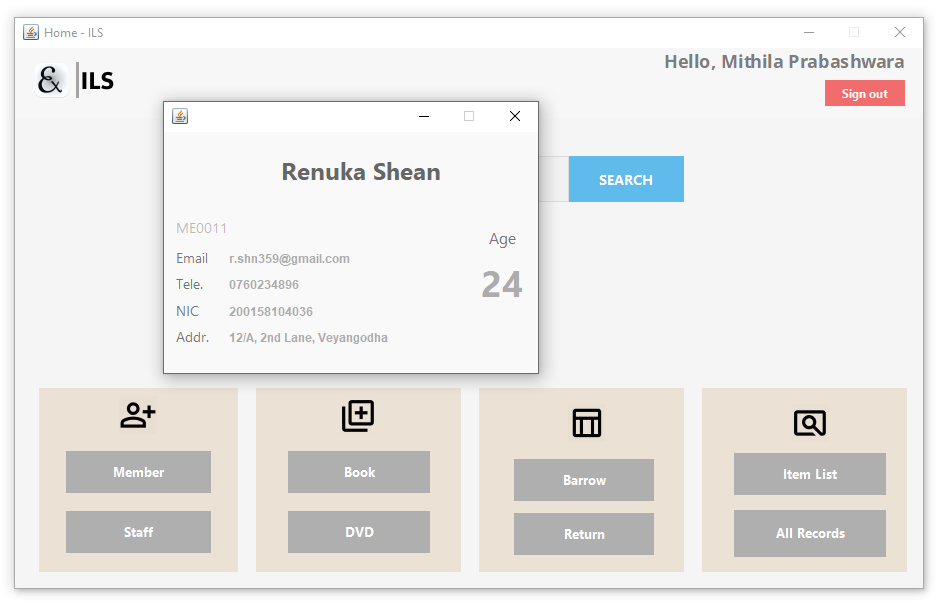 Home - ILS
Hello, Mithila Prabashwara
& ILS
Sign out
Renuka Shean
SEARCH
ME0011
Age
24
Email r.shn359@gmail.com
Tele. 0760234896
NIC 200158104036
Addr. 12/A, 2nd Lane, Veyangodha
Member
Staff
Book
DVD
Barrow
Return
Item List
All Records